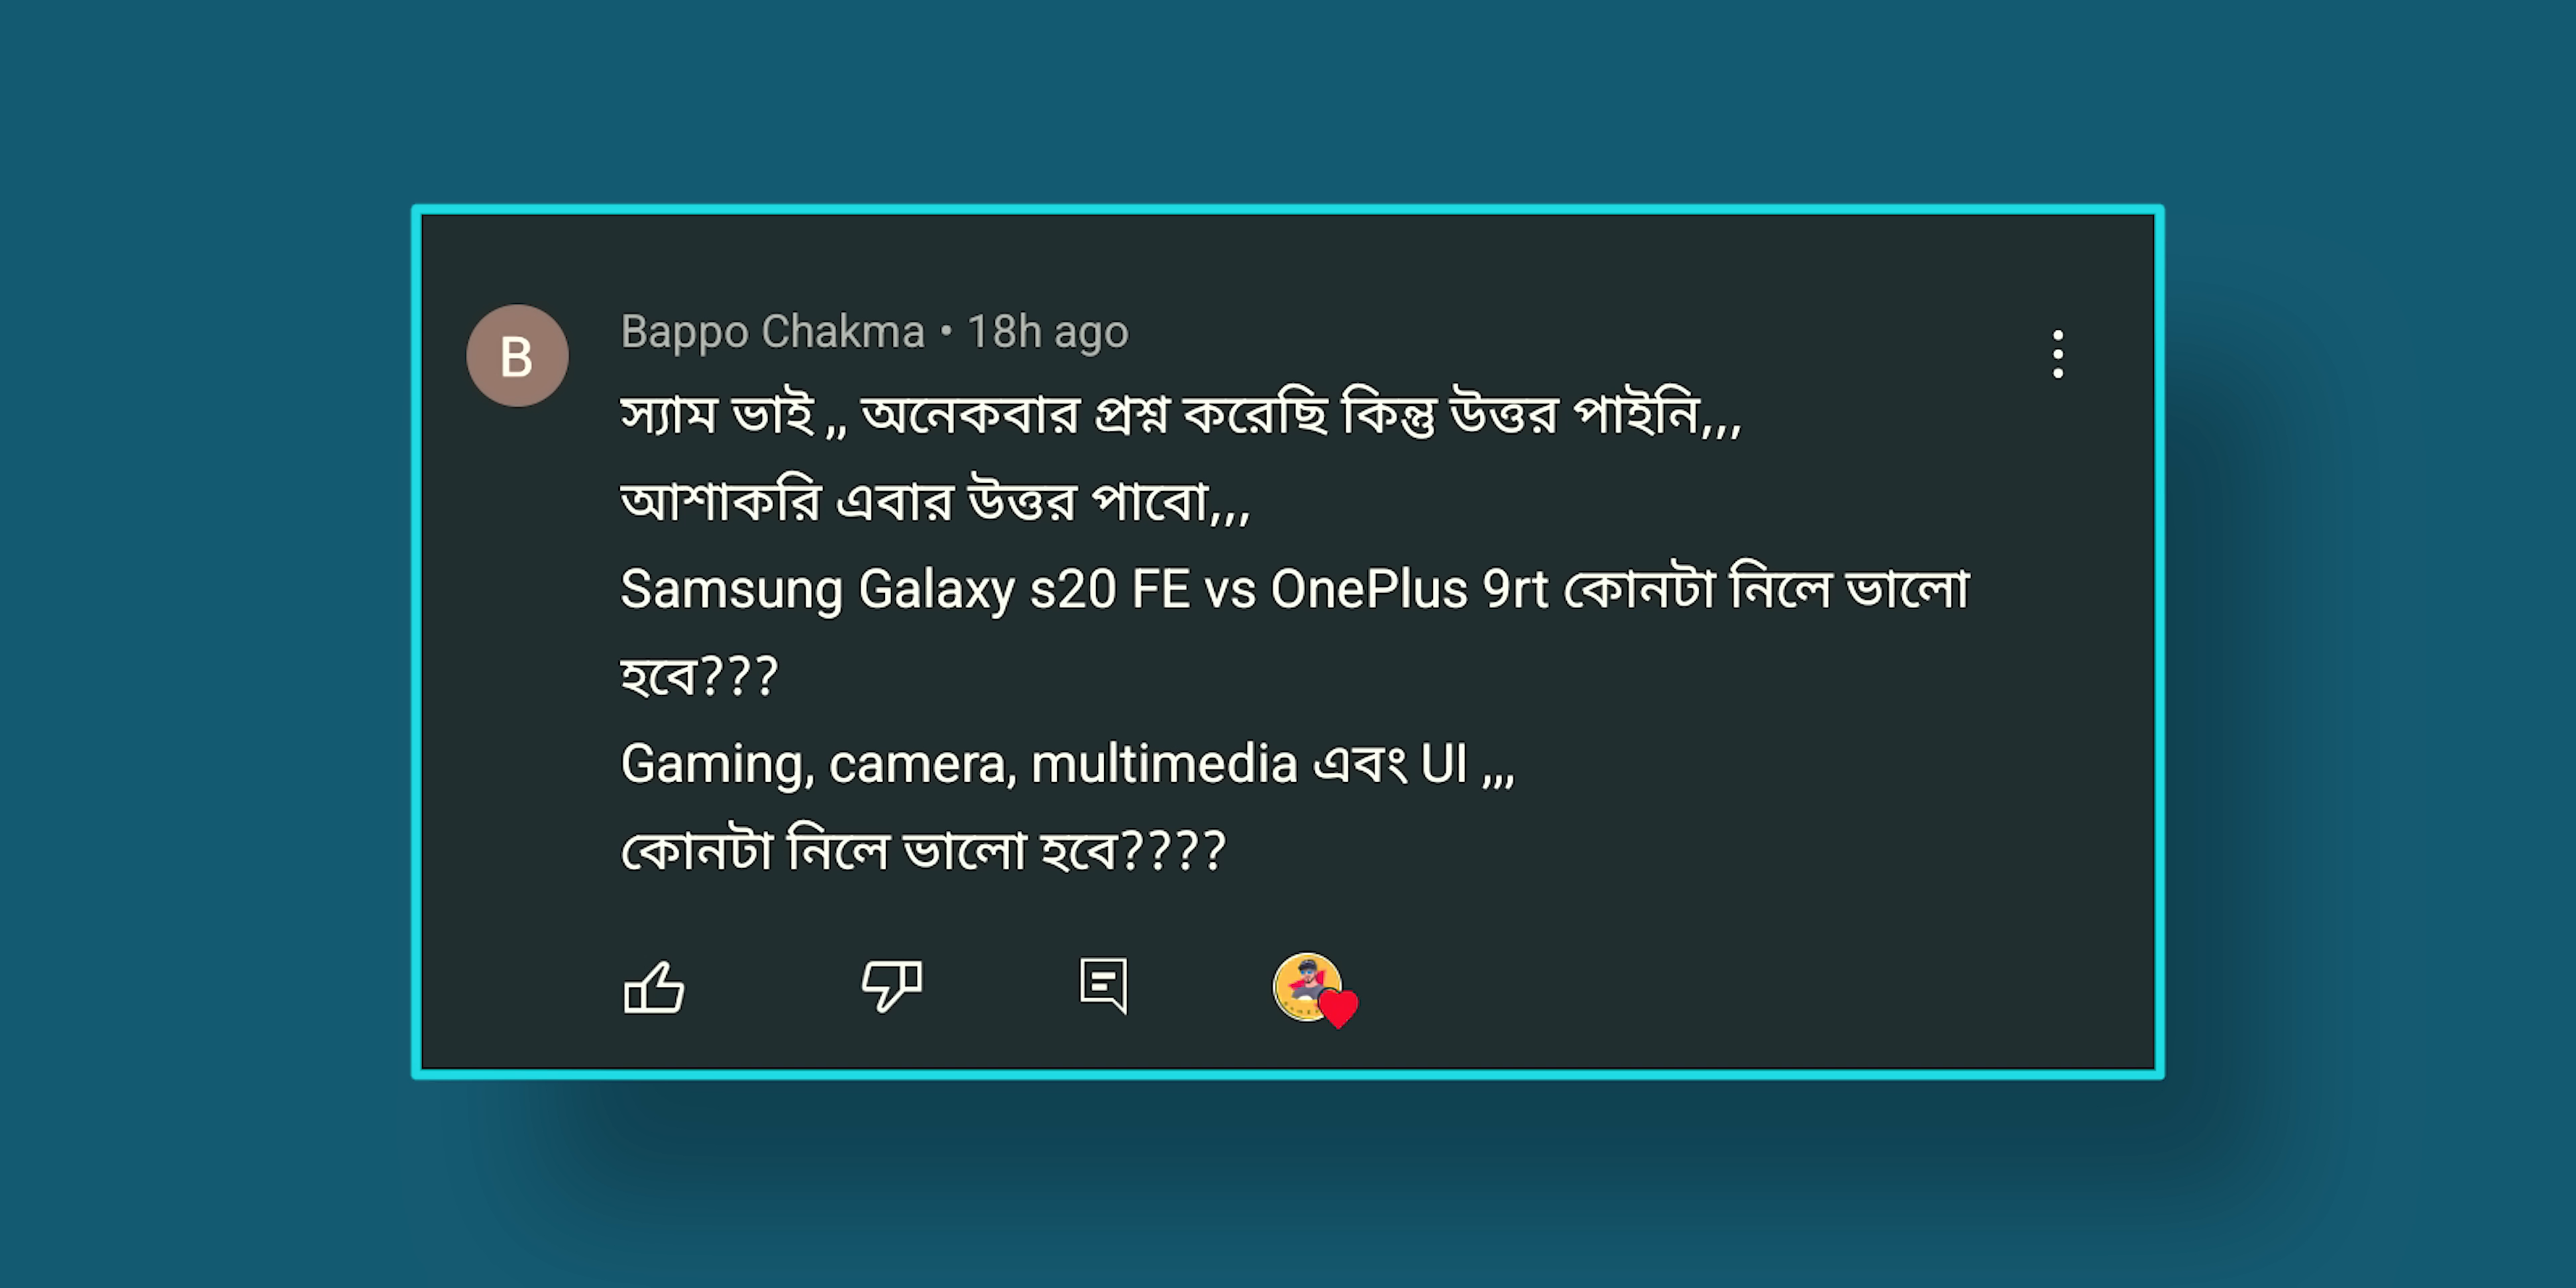 B
Bappo Chakma • 18h ago
স্যাম ভাই ,, অনেকবার প্রশ্ন করেছি কিন্তু উত্তর পাইনি,,,
আশাকরি এবার উত্তর পাবো,,,
Samsung Galaxy s20 FE vs OnePlus 9rt কোনটা নিলে ভালো
হবে???
Gaming, camera, multimedia এবং UI ,,,
কোনটা নিলে ভালো হবে????